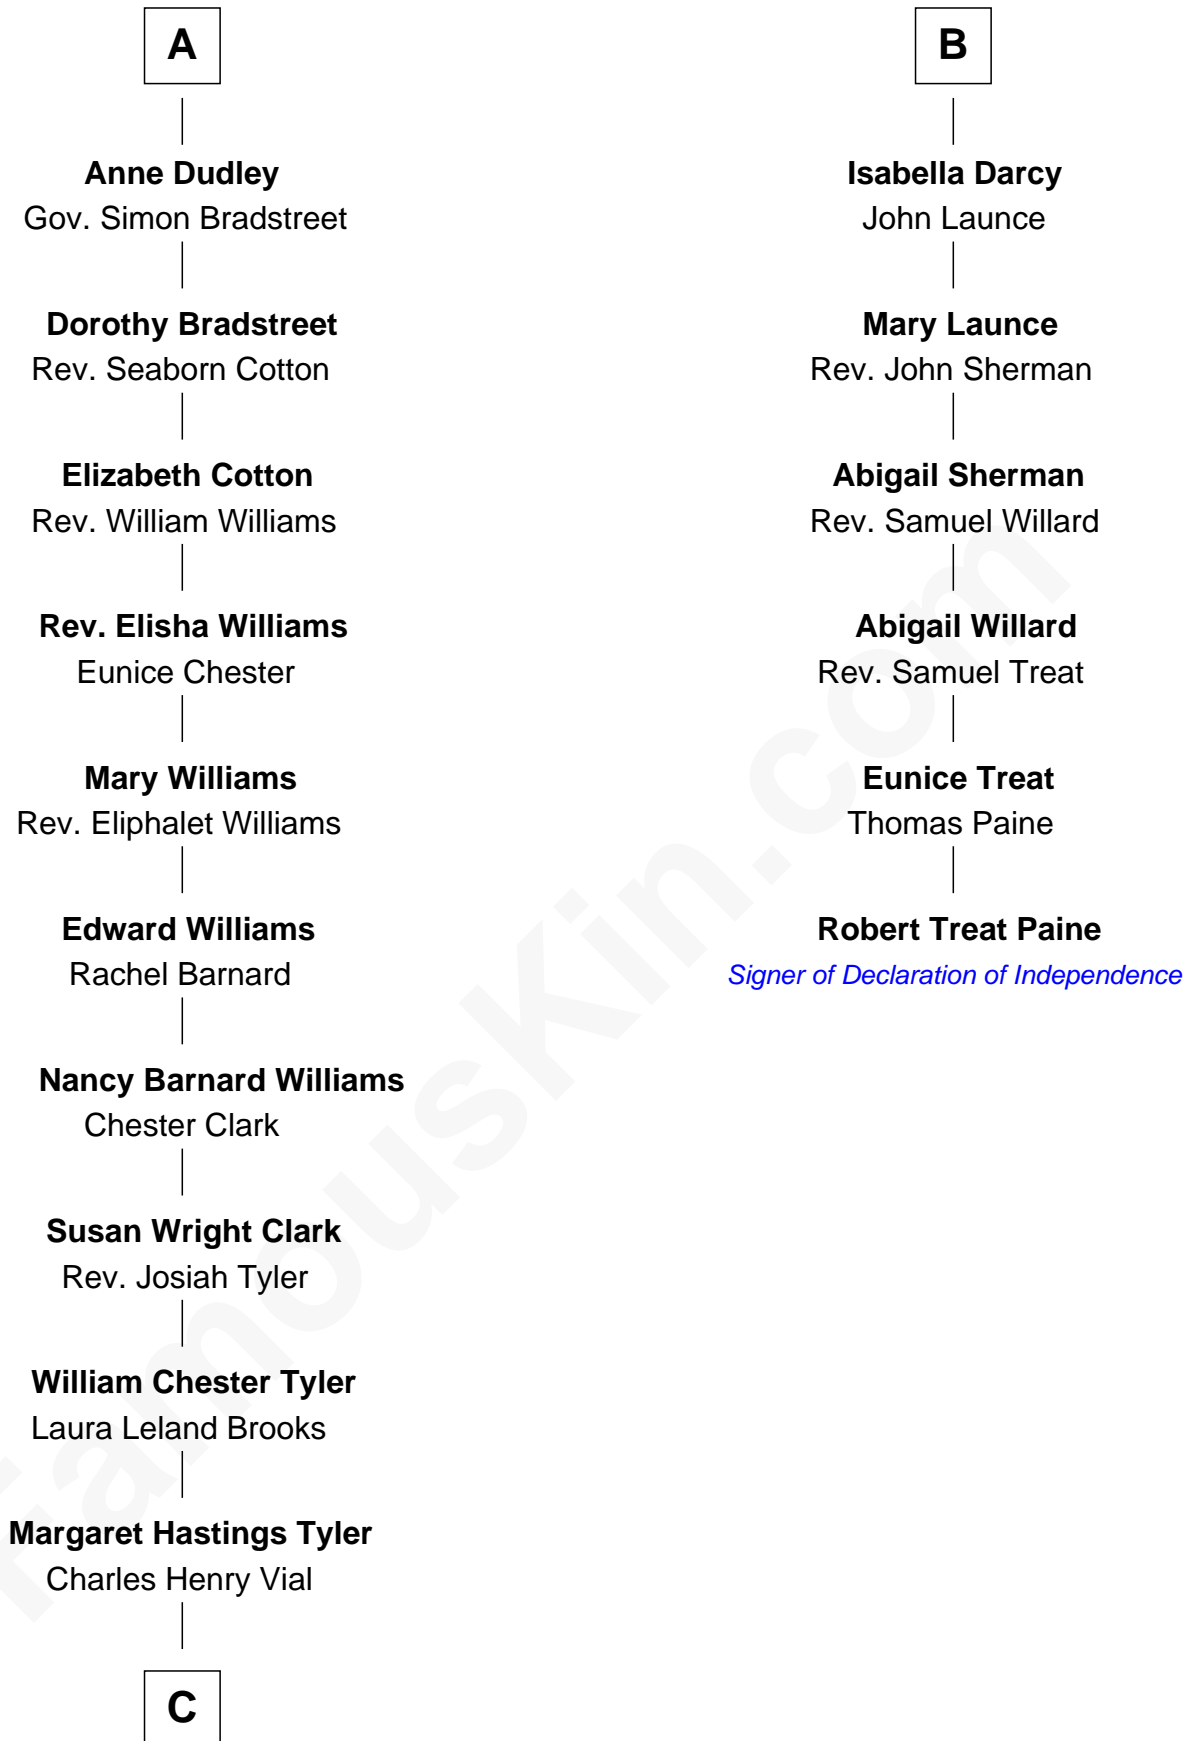 A
Anne Dudley
Gov. Simon Bradstreet
Dorothy Bradstreet
Rev. Seaborn Cotton
Elizabeth Cotton
Rev. William Williams
Rev. Elisha Williams
Eunice Chester
Mary Williams
Rev. Eliphalet Williams
Edward Williams
Rachel Barnard
Nancy Barnard Williams
Chester Clark
Susan Wright Clark
Rev. Josiah Tyler
William Chester Tyler
Laura Leland Brooks
Margaret Hastings Tyler
Charles Henry Vial
C
B
Isabella Darcy
John Launce
Mary Launce
Rev. John Sherman
Abigail Sherman
Rev. Samuel Willard
Abigail Willard
Rev. Samuel Treat
Eunice Treat
Thomas Paine
Robert Treat Paine
Signer of Declaration of Independence
FamousKin.com